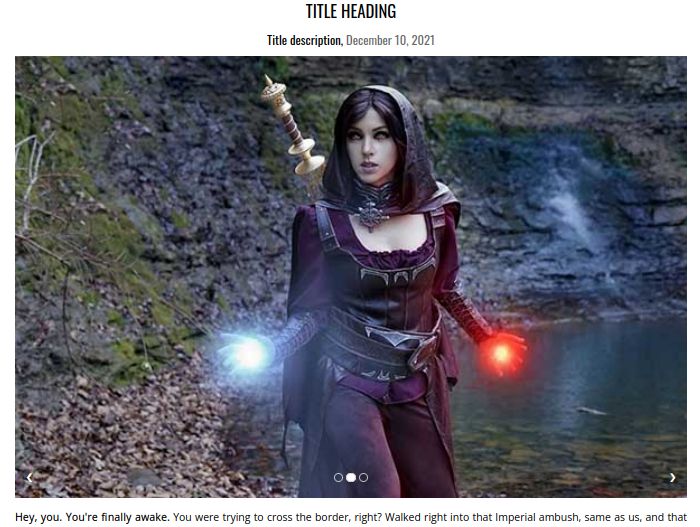 TITLE HEADING
Title description, December 10, 2021
Hey, you. You're finally awake. You were trying to cross the border, right? Walked right into that Imperial ambush, same as us, and that